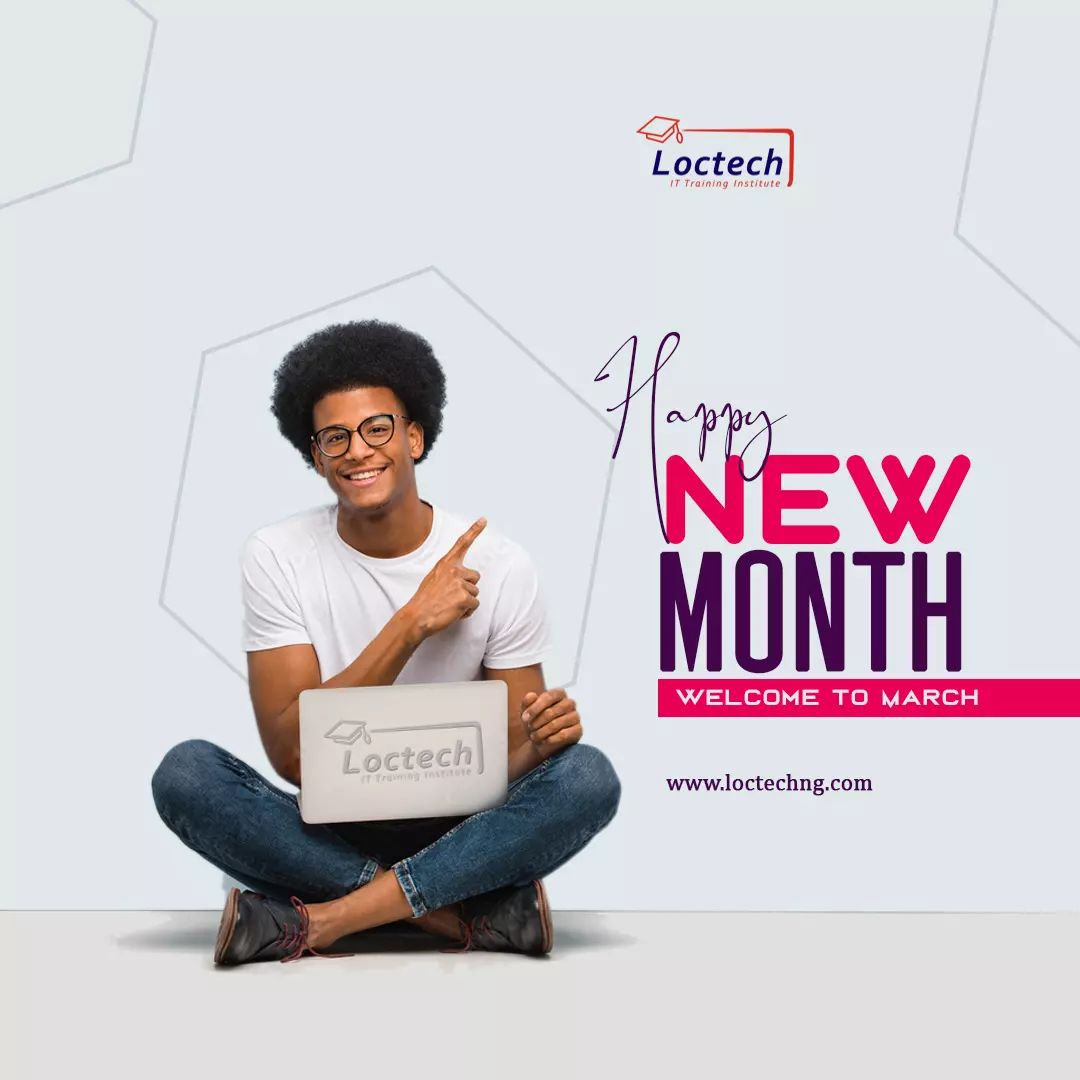 Loctech
IT Training Institute
Happy
NEW
MONTH
WELCOME TO MARCH
Loctech
IT Training Institute
www.loctechng.com